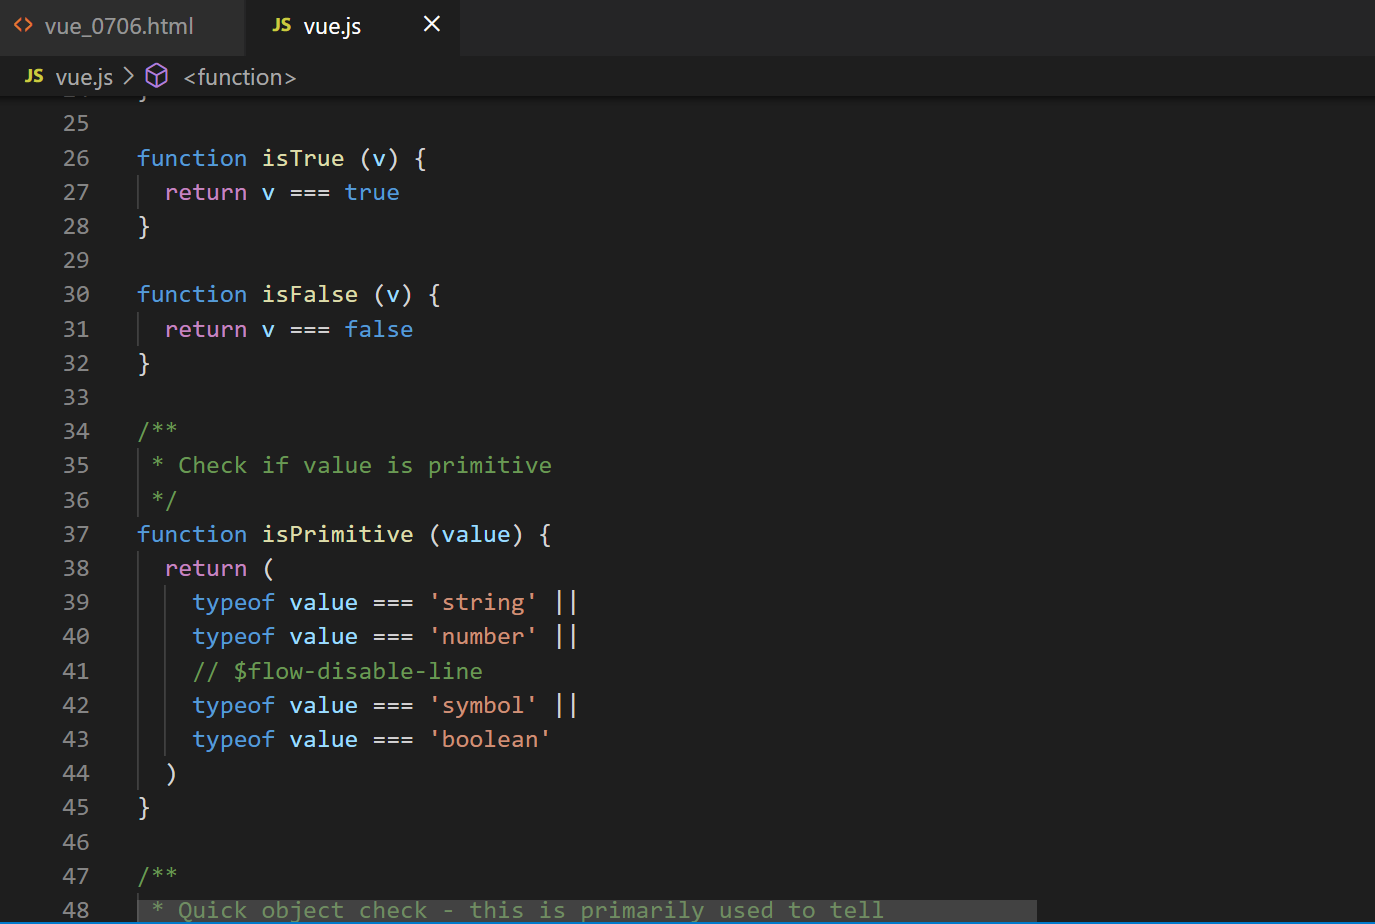 vue_0706.html JS vue.js ×
JS vue.js > <function>
25
26 function isTrue (v) {
27 return v === true
28 }
29
30 function isFalse (v) {
31 return v === false
32 }
33
34 /**
35 * Check if value is primitive
36 */
37 function isPrimitive (value) {
38 return (
39 typeof value === 'string' ||
40 typeof value === 'number' ||
41 // $flow-disable-line
42 typeof value === 'symbol' ||
43 typeof value === 'boolean'
44 )
45 }
46
47 /**
48 * Quick object check - this is primarily used to tell